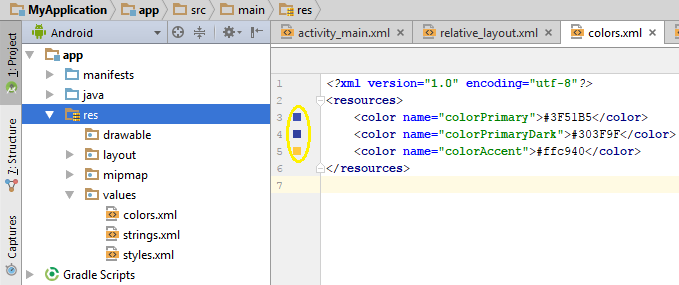 MyApplication app src main res
1: Project
7: Structure
Captures
Android
app
manifests
java
res
drawable
layout
mipmap
values
colors.xml
strings.xml
styles.xml
Gradle Scripts
activity_main.xml relative_layout.xml colors.xml
1 <?xml version="1.0" encoding="utf-8"?>
2 <resources>
3 <color name="colorPrimary">#3F51B5</color>
4 <color name="colorPrimaryDark">#303F9F</color>
5 <color name="colorAccent">#ffc940</color>
6 </resources>
7